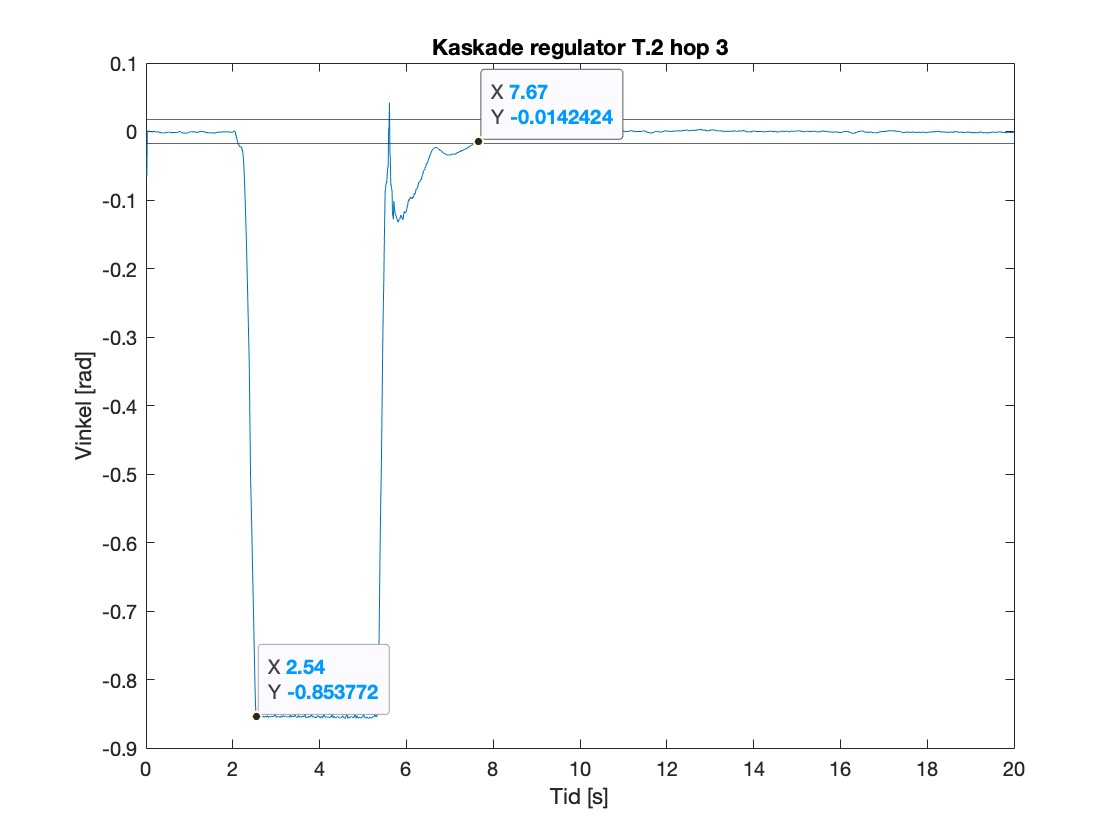 Kaskade regulator T.2 hop 3
0.1
0
-0.1
-0.2
-0.3
-0.4
-0.5
-0.6
-0.7
-0.8
-0.9
Vinkel [rad]
X 7.67
Y -0.0142424
X 2.54
Y -0.853772
0 2 4 6 8 10 12 14 16 18 20
Tid [s]